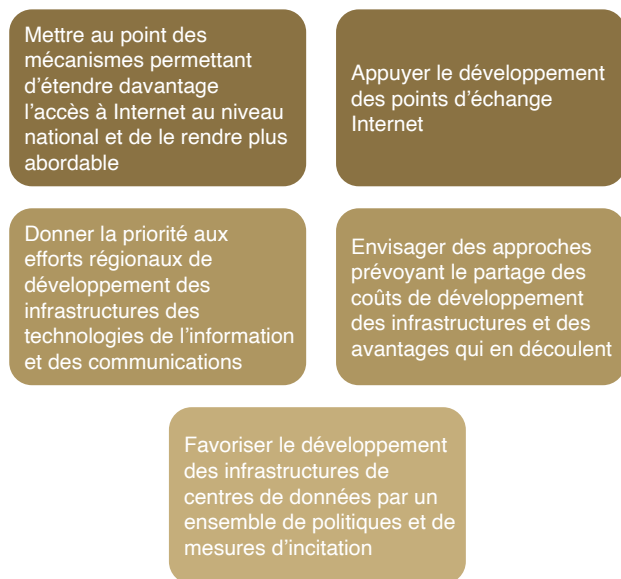 Mettre au point des
mécanismes permettant
d’étendre davantage
l’accès à Internet au niveau
national et de le rendre plus
abordable
Appuyer le développement
des points d’échange
Internet
Donner la priorité aux
efforts régionaux de
développement des
infrastructures des
technologies de l’information
et des communications
Envisager des approches
prévoyant le partage des
coûts de développement
des infrastructures et des
avantages qui en découlent
Favoriser le développement
des infrastructures de
centres de données par un
ensemble de politiques et de
mesures d’incitation